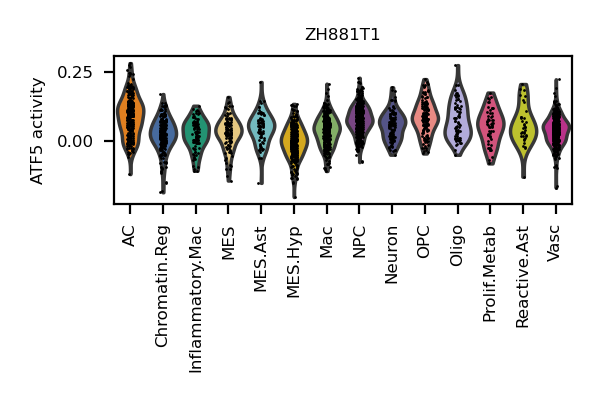 ZH881T1
ATF5 activity
0.25
0.00
AC
Chromatin.Reg
Inflammatory.Mac
MES
MES.Ast
MES.Hyp
Mac
NPC
Neuron
OPC
Oligo
Prolif.Metab
Reactive.Ast
Vasc